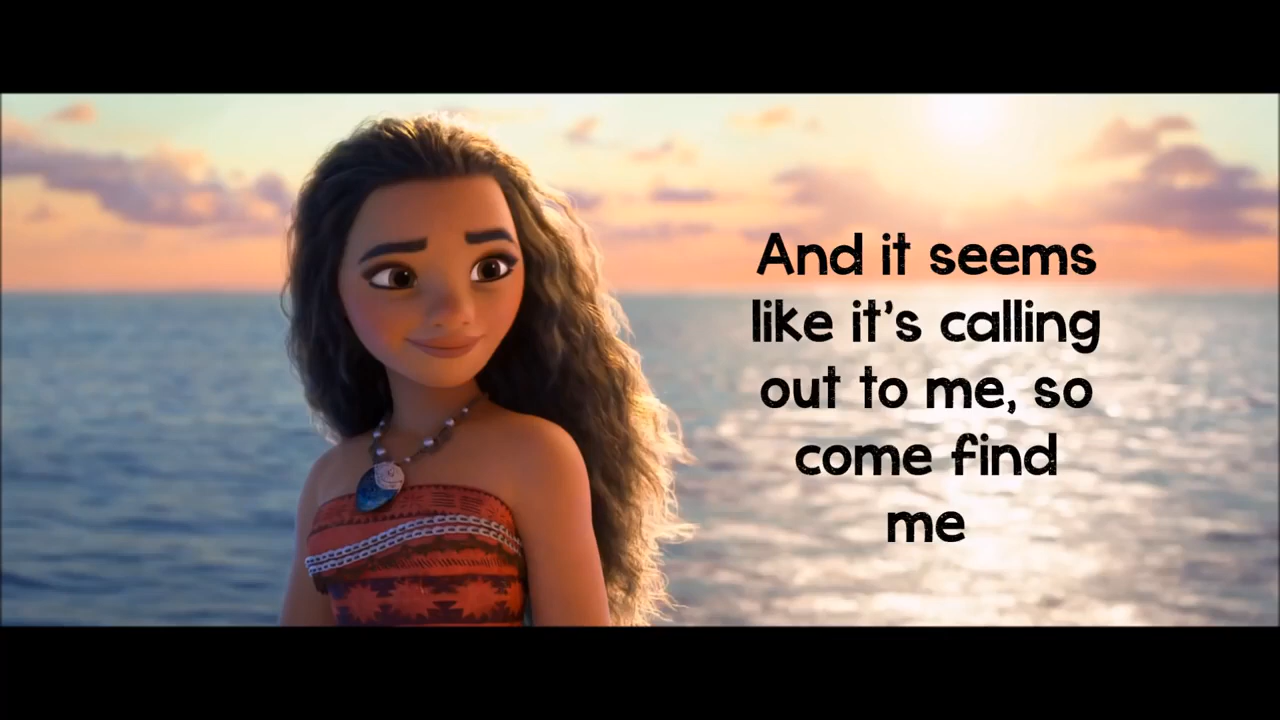 And it seems
like it's calling
out to me, so
come find
me